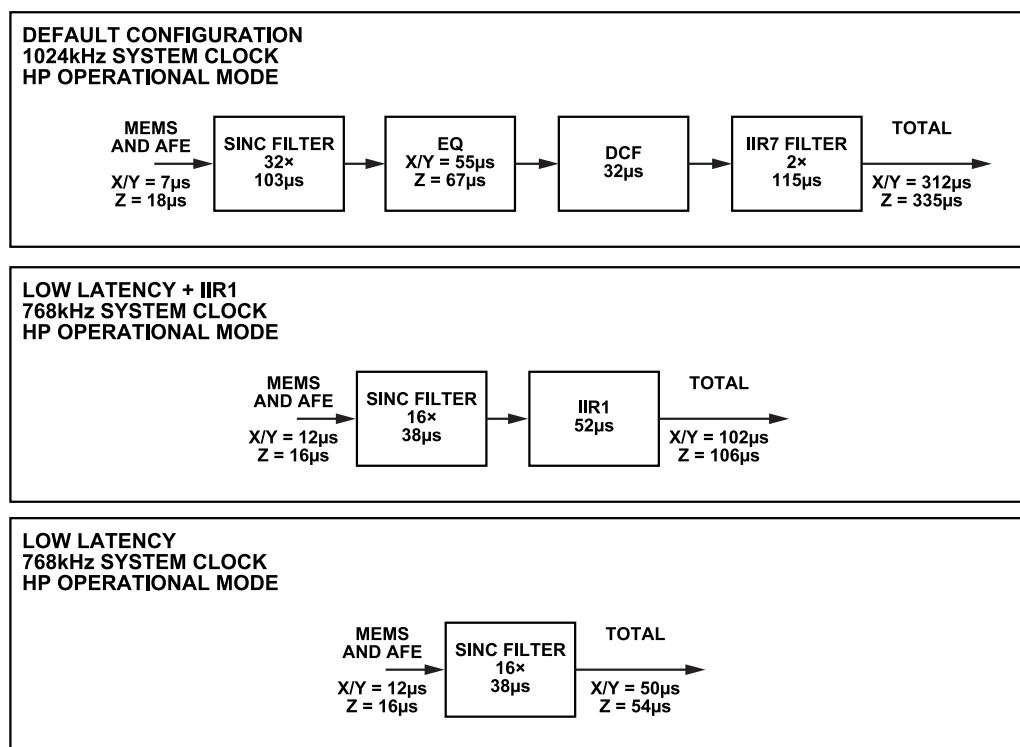 DEFAULT CONFIGURATION
1024kHz SYSTEM CLOCK
HP OPERATIONAL MODE
MEMS
AND AFE
X/Y = 7µs
Z = 18µs
SINC FILTER
32×
103µs
EQ
X/Y = 55µs
Z = 67µs
DCF
32µs
IIR7 FILTER
2×
115µs
TOTAL
X/Y = 312µs
Z = 335µs
LOW LATENCY + IIR1
768kHz SYSTEM CLOCK
HP OPERATIONAL MODE
MEMS
AND AFE
X/Y = 12µs
Z = 16µs
SINC FILTER
16×
38µs
IIR1
52µs
TOTAL
X/Y = 102µs
Z = 106µs
LOW LATENCY
768kHz SYSTEM CLOCK
HP OPERATIONAL MODE
MEMS
AND AFE
X/Y = 12µs
Z = 16µs
SINC FILTER
16×
38µs
TOTAL
X/Y = 50µs
Z = 54µs